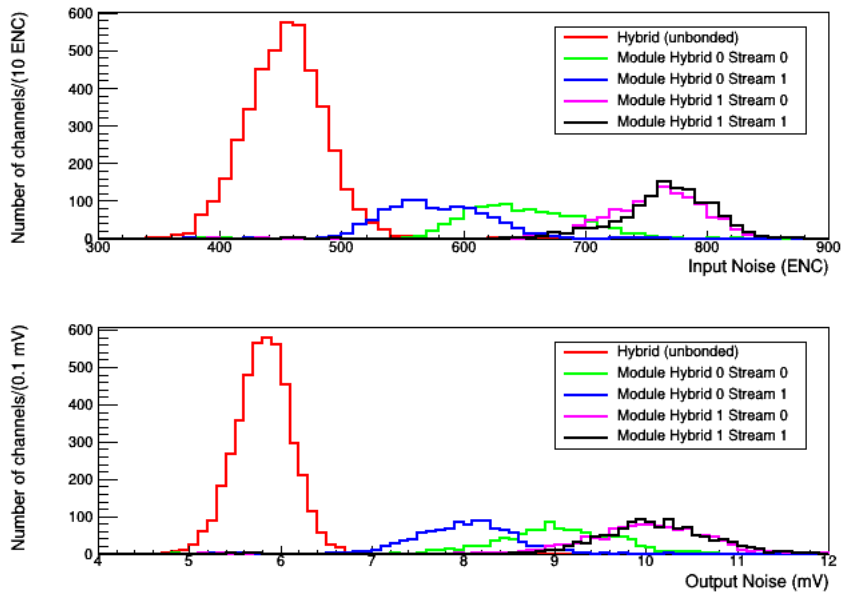 Number of channels/(10 ENC)
600
500
400
300
200
100
0
300
400
500
600
700
800
900
Input Noise (ENC)
Hybrid (unbonded)
Module Hybrid 0 Stream 0
Module Hybrid 0 Stream 1
Module Hybrid 1 Stream 0
Module Hybrid 1 Stream 1
Number of channels/(0.1 mV)
600
500
400
300
200
100
0
4
5
6
7
8
9
10
11
12
Output Noise (mV)
Hybrid (unbonded)
Module Hybrid 0 Stream 0
Module Hybrid 0 Stream 1
Module Hybrid 1 Stream 0
Module Hybrid 1 Stream 1